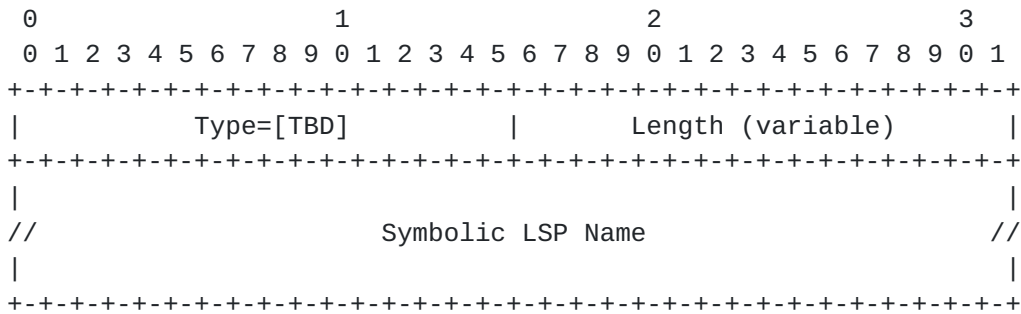 0                   1                   2                   3
 0 1 2 3 4 5 6 7 8 9 0 1 2 3 4 5 6 7 8 9 0 1 2 3 4 5 6 7 8 9 0 1
+-+-+-+-+-+-+-+-+-+-+-+-+-+-+-+-+-+-+-+-+-+-+-+-+-+-+-+-+-+-+-+-+
|           Type=[TBD]          |       Length (variable)       |
+-+-+-+-+-+-+-+-+-+-+-+-+-+-+-+-+-+-+-+-+-+-+-+-+-+-+-+-+-+-+-+-+
|                                                               |
//                      Symbolic LSP Name                      //
|                                                               |
+-+-+-+-+-+-+-+-+-+-+-+-+-+-+-+-+-+-+-+-+-+-+-+-+-+-+-+-+-+-+-+-+